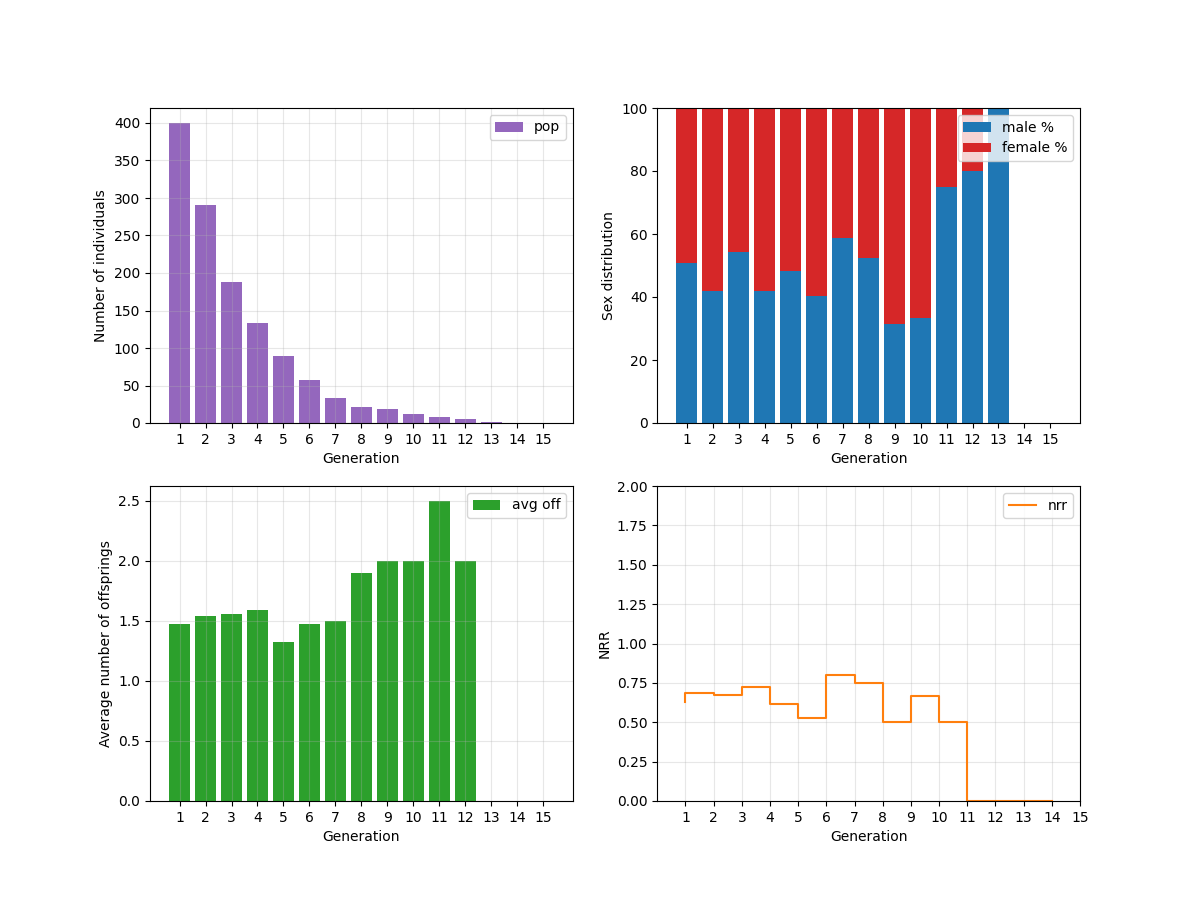 400
350
300
250
200
150
100
50
0
Number of individuals
pop
1 2 3 4 5 6 7 8 9 10 11 12 13 14 15
Generation
100
80
60
40
20
0
Sex distribution
male %
female %
1 2 3 4 5 6 7 8 9 10 11 12 13 14 15
Generation
2.5
2.0
1.5
1.0
0.5
0.0
Average number of offsprings
avg off
1 2 3 4 5 6 7 8 9 10 11 12 13 14 15
Generation
2.00
1.75
1.50
1.25
1.00
0.75
0.50
0.25
0.00
NRR
nrr
1 2 3 4 5 6 7 8 9 10 11 12 13 14 15
Generation